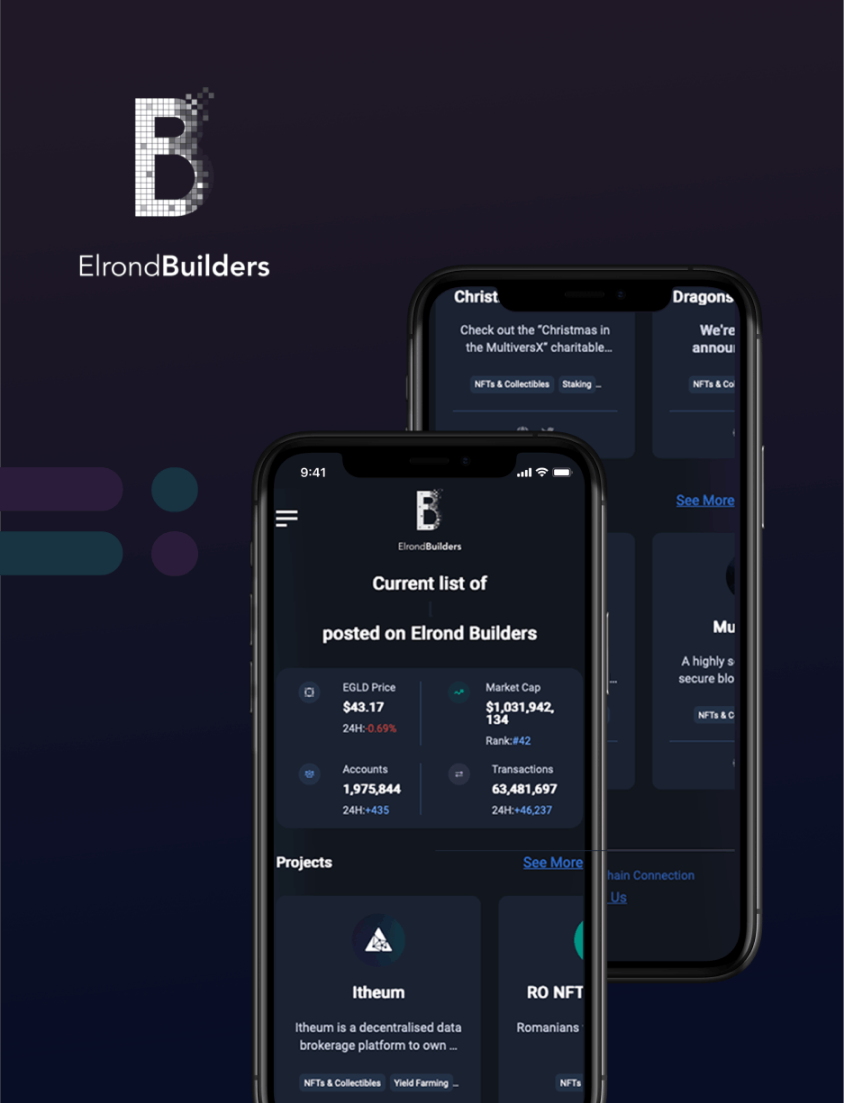 ElrondBuilders
Christ
Dragons
Check out the “Christmas in
the MultiversX” charitable...
We're
annou
NFTs & Collectibles
Staking ...
NFTs & Col
See More
Mu
A highly s
secure blo
...
NFTs & C
hain Connection
Us
9:41
ElrondBuilders
Current list of
posted on Elrond Builders
EGLD Price
$43.17
24H:-0.69%
Market Cap
$1,031,942,
134
Rank:#42
Accounts
1,975,844
24H:+435
Transactions
63,481,697
24H:+46,237
Projects
See More
Itheum
Itheum is a decentralised data
brokerage platform to own ...
NFTs & Collectibles
Yield Farming ...
RO NFT
Romanians
NFTs